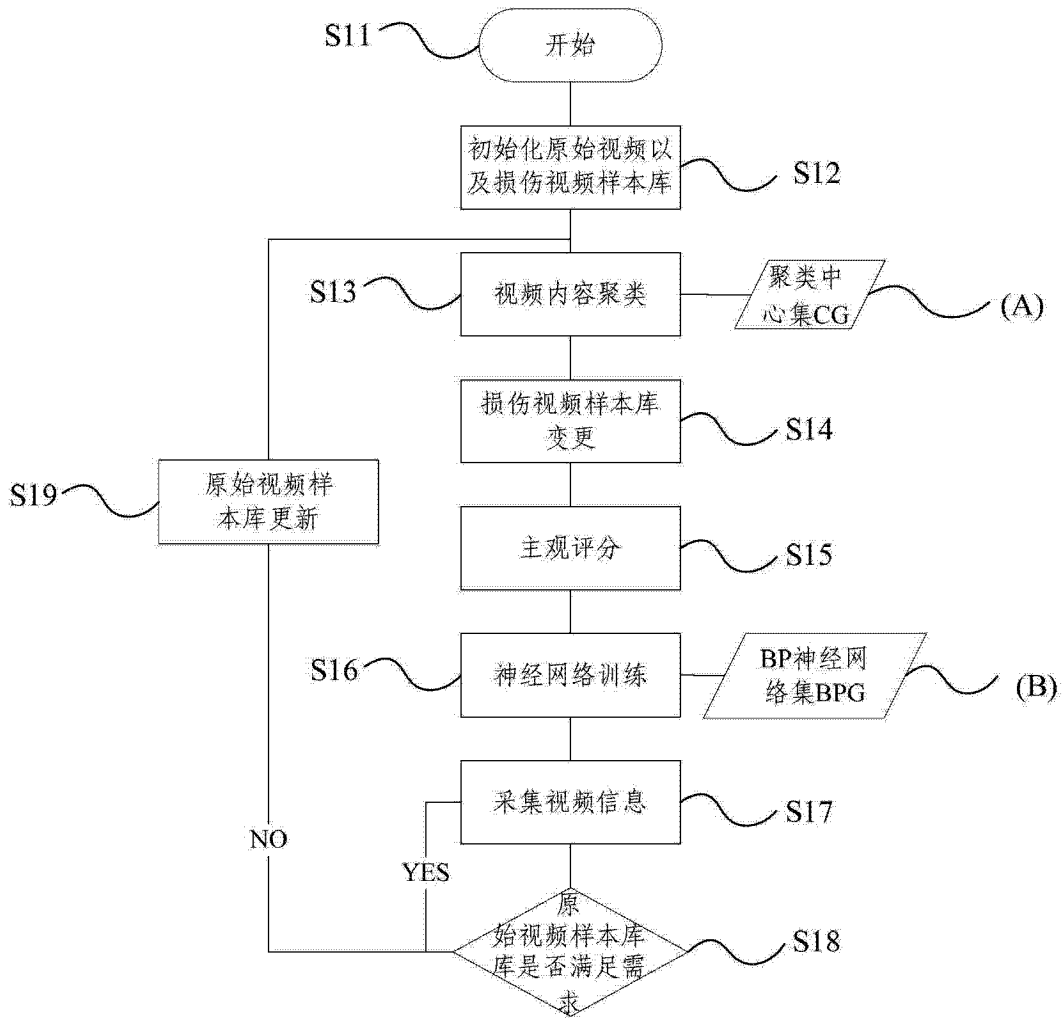 S11
开始
初始化原始视频以
及损伤视频样本库
S12
S13
视频内容聚类
聚类中
心集CG
(A)
损伤视频样本库
变更
S14
S19
原始视频样
本库更新
主观评分
S15
S16
神经网络训练
BP神经网
络集BPG
(B)
采集视频信息
S17
NO
YES
原
始视频样本库
库是否满足需
求
S18